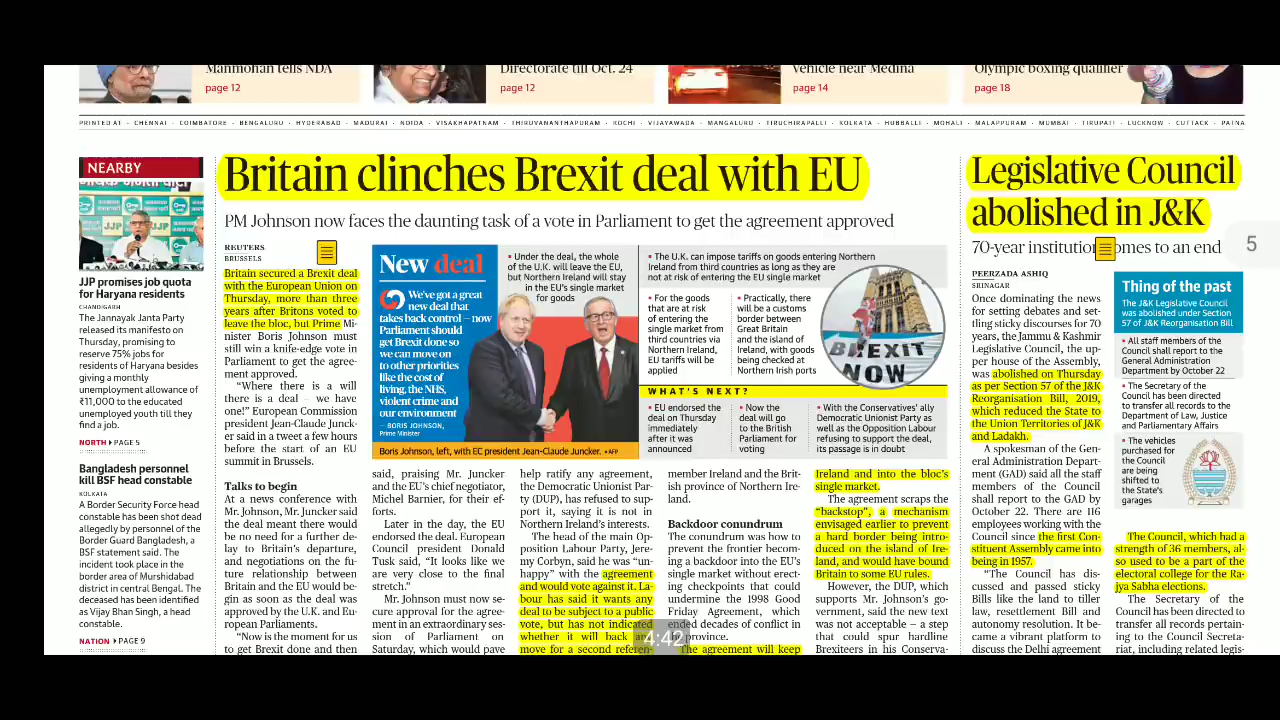 Manmohan tells NDA
page 12
Directorate till Oct. 24
page 12
vehicle near Medina
page 14
Olympic boxing qualifier
page 18
PRINTED AT · CHENNAI · COIMBATORE · BENGALURU · HYDERABAD · MADURAI · NOIDA · VISAKHAPATNAM · THIRUVANANTHAPURAM · KOCHI · VIJAYAWADA · MANGALURU · TIRUCHIRAPALLI · KOLKATA · HUBBALLI · MOHALI · MALAPPURAM · MUMBAI · TIRUPATI · LUCKNOW · CUTTACK · PATNA
NEARBY
JJP
JJP promises job quota
for Haryana residents
CHANDIGARH
The Jannayak Janta Party
released its manifesto on
Thursday, promising to
reserve 75% jobs for
residents of Haryana besides
giving a monthly
unemployment allowance of
₹11,000 to the educated
unemployed youth till they
find a job.
NORTH PAGE 5
Bangladesh personnel
kill BSF head constable
KOLKATA
A Border Security Force head
constable has been shot dead
allegedly by personnel of the
Border Guard Bangladesh, a
BSF statement said. The
incident took place in the
border area of Murshidabad
district in central Bengal. The
deceased has been identified
as Vijay Bhan Singh, a head
constable.
NATION PAGE 9
Britain clinches Brexit deal with EU
PM Johnson now faces the daunting task of a vote in Parliament to get the agreement approved
REUTERS
BRUSSELS
Britain secured a Brexit deal
with the European Union on
Thursday, more than three
years after Britons voted to
leave the bloc, but Prime Mi-
nister Boris Johnson must
still win a knife-edge vote in
Parliament to get the agree-
ment approved.
“Where there is a will
there is a deal – we have
one!” European Commission
president Jean-Claude Junck-
er said in a tweet a few hours
before the start of an EU
summit in Brussels.
Talks to begin
At a news conference with
Mr. Johnson, Mr. Juncker said
the deal meant there would
be no need for a further de-
lay to Britain's departure,
and negotiations on the fu-
ture relationship between
Britain and the EU would be-
gin as soon as the deal was
approved by the U.K. and Eu-
ropean Parliaments.
“Now is the moment for us
to get Brexit done and then
New deal
We've got a great
new deal that
takes back control – now
Parliament should
get Brexit done so
we can move on
to other priorities
like the cost of
living, the NHS,
violent crime and
our environment
– BORIS JOHNSON,
Prime Minister
Under the deal, the whole
of the U.K. will leave the EU,
but Northern Ireland will stay
in the EU's single market
for goods
The U.K. can impose tariffs on goods entering Northern
Ireland from third countries as long as they are
not at risk of entering the EU single market
For the goods
that are at risk
of entering the
single market from
third countries via
Northern Ireland,
EU tariffs will be
applied
Practically, there
will be a customs
border between
Great Britain
and the island of
Ireland, with goods
being checked at
Northern Irish ports
BREXIT
NOW
WHAT'S NEXT?
EU endorsed the
deal on Thursday
immediately
after it was
announced
Now the
deal will go
to the British
Parliament for
voting
With the Conservatives' ally
Democratic Unionist Party as
well as the Opposition Labour
refusing to support the deal,
its passage is in doubt
Boris Johnson, left, with EC president Jean-Claude Juncker. • AFP
said, praising Mr. Juncker
and the EU's chief negotiator,
Michel Barnier, for their ef-
forts.
Later in the day, the EU
endorsed the deal. European
Council president Donald
Tusk said, “It looks like we
are very close to the final
stretch.”
Mr. Johnson must now se-
cure approval for the agree-
ment in an extraordinary ses-
sion of Parliament on
Saturday, which would pave
help ratify any agreement,
the Democratic Unionist Par-
ty (DUP), has refused to sup-
port it, saying it is not in
Northern Ireland's interests.
The head of the main Op-
position Labour Party, Jere-
my Corbyn, said he was “un-
happy” with the agreement
and would vote against it. La-
bour has said it wants any
deal to be subject to a public
vote, but has not indicated
whether it will back
move for a second referen-
member Ireland and the Brit-
ish province of Northern Ire-
land.
Backdoor conundrum
The conundrum was how to
prevent the frontier becom-
ing a backdoor into the EU's
single market without erect-
ing checkpoints that could
undermine the 1998 Good
Friday Agreement, which
ended decades of conflict in
province.
The agreement will keep
4:42
Ireland and into the bloc's
single market.
The agreement scraps the
“backstop”, a mechanism
envisaged earlier to prevent
a hard border being intro-
duced on the island of Ire-
land, and would have bound
Britain to some EU rules.
However, the DUP, which
supports Mr. Johnson's go-
vernment, said the new text
was not acceptable – a step
that could spur hardline
Brexiteers in his Conserva-
Legislative Council
abolished in J&K
70-year institution comes to an end
5
PEERZADA ASHIQ
SRINAGAR
Once dominating the news
for setting debates and set-
tling sticky discourses for 70
years, the Jammu & Kashmir
Legislative Council, the up-
per house of the Assembly,
was abolished on Thursday
as per Section 57 of the J&K
Reorganisation Bill, 2019,
which reduced the State to
the Union Territories of J&K
and Ladakh.
A spokesman of the Gen-
eral Administration Depart-
ment (GAD) said all the staff
members of the Council
shall report to the GAD by
October 22. There are 116
employees working with the
Council since the first Con-
stituent Assembly came into
being in 1957.
“The Council has dis-
cussed and passed sticky
Bills like the land to tiller
law, resettlement Bill and
autonomy resolution. It be-
came a vibrant platform to
discuss the Delhi agreement
Thing of the past
The J&K Legislative Council
was abolished under Section
57 of J&K Reorganisation Bill
All staff members of the
Council shall report to the
General Administration
Department by October 22
The Secretary of the
Council has been directed
to transfer all records to the
Department of Law, Justice
and Parliamentary Affairs
The vehicles
purchased for
the Council
are being
shifted to
the State's
garages
The Council, which had a
strength of 36 members, al-
so used to be a part of the
electoral college for the Ra-
jya Sabha elections.
The Secretary of the
Council has been directed to
transfer all records pertain-
ing to the Council Secreta-
riat, including related legis-